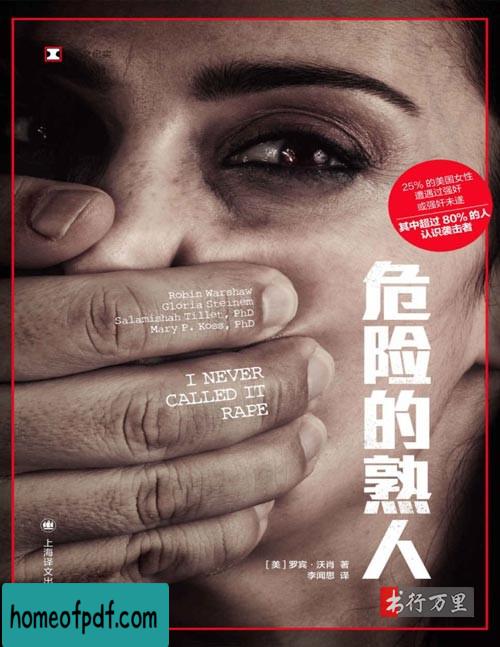 25% 的美国女性
遭遇过强奸
或强奸未遂
其中超过 80% 的人
认识袭击者
Robin Warshaw
Gloria Steinem
Salamishah Tillet, PhD
Mary P. Koss, PhD
I NEVER
CALLED IT
RAPE
危险的熟人
[美] 罗宾·沃肖 著
李闻思 译
上海译文出
书行万里
homeofpdf.com